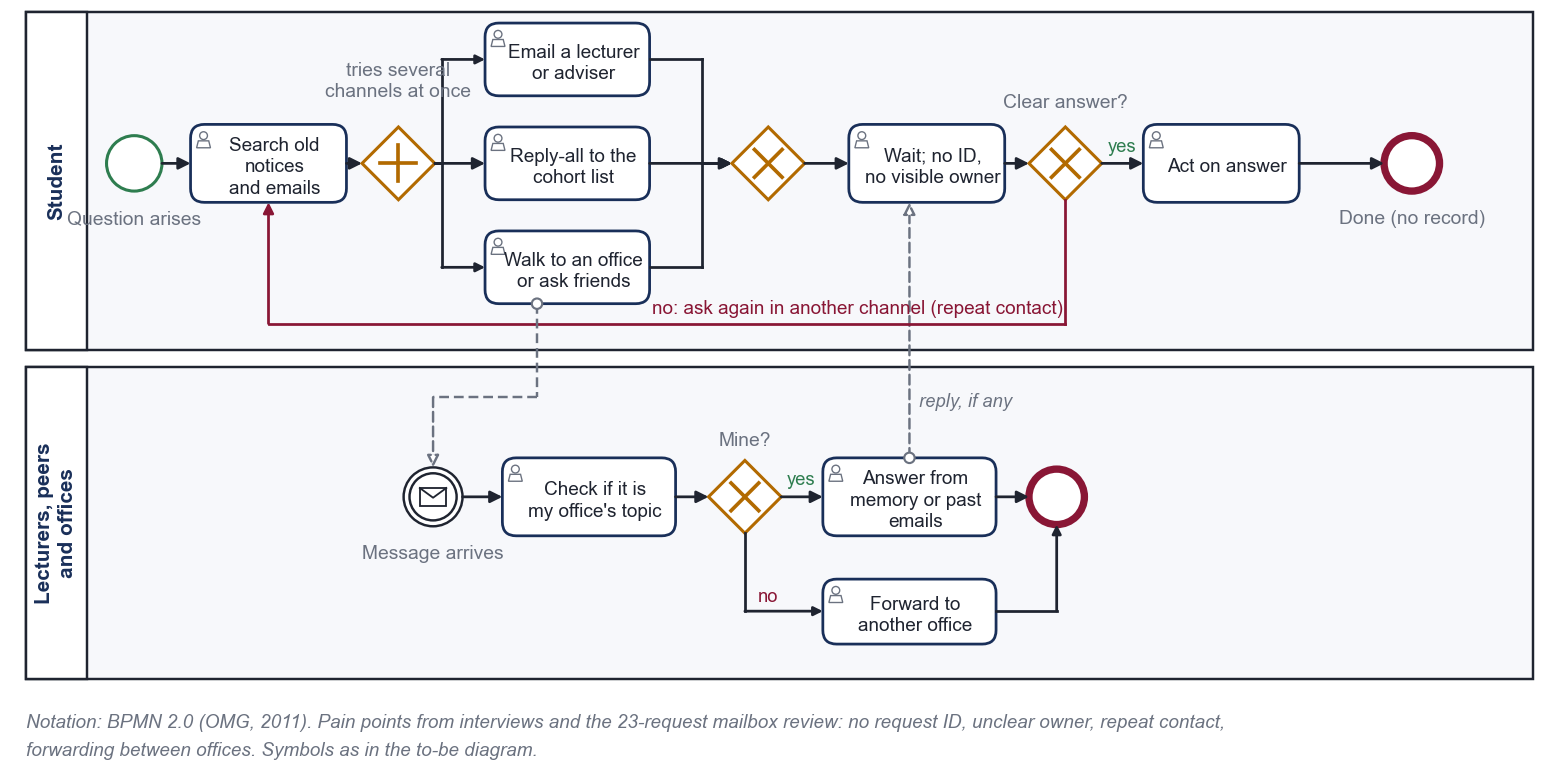 Student
Question arises
Search old
notices
and emails
tries several
channels at once
Email a lecturer
or adviser
Reply-all to the
cohort list
Walk to an office
or ask friends
Wait; no ID,
no visible owner
Clear answer?
yes
Act on answer
Done (no record)
no: ask again in another channel (repeat contact)
Lecturers, peers
and offices
reply, if any
Message arrives
Check if it is
my office's topic
Mine?
yes
Answer from
memory or past
emails
no
Forward to
another office
Notation: BPMN 2.0 (OMG, 2011). Pain points from interviews and the 23-request mailbox review: no request ID, unclear owner, repeat contact,
forwarding between offices. Symbols as in the to-be diagram.